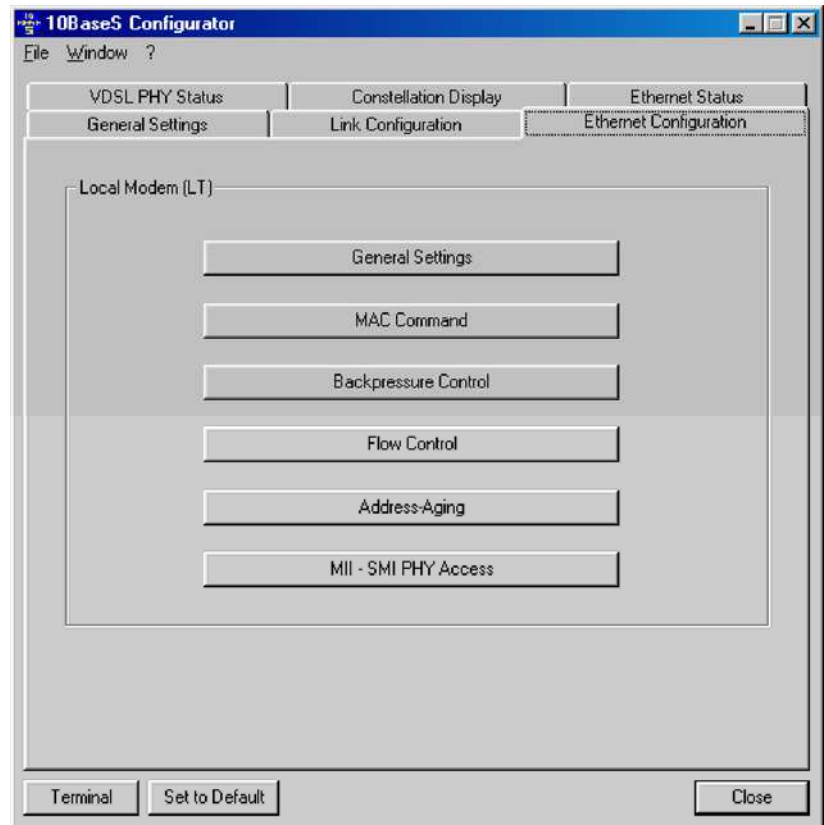 10BaseS Configurator
File Window ?
VDSL PHY Status Constellation Display Ethernet Status
General Settings Link Configuration Ethernet Configuration
Local Modem (LT)
General Settings
MAC Command
Backpressure Control
Flow Control
Address-Aging
MII - SMI PHY Access
Terminal Set to Default Close